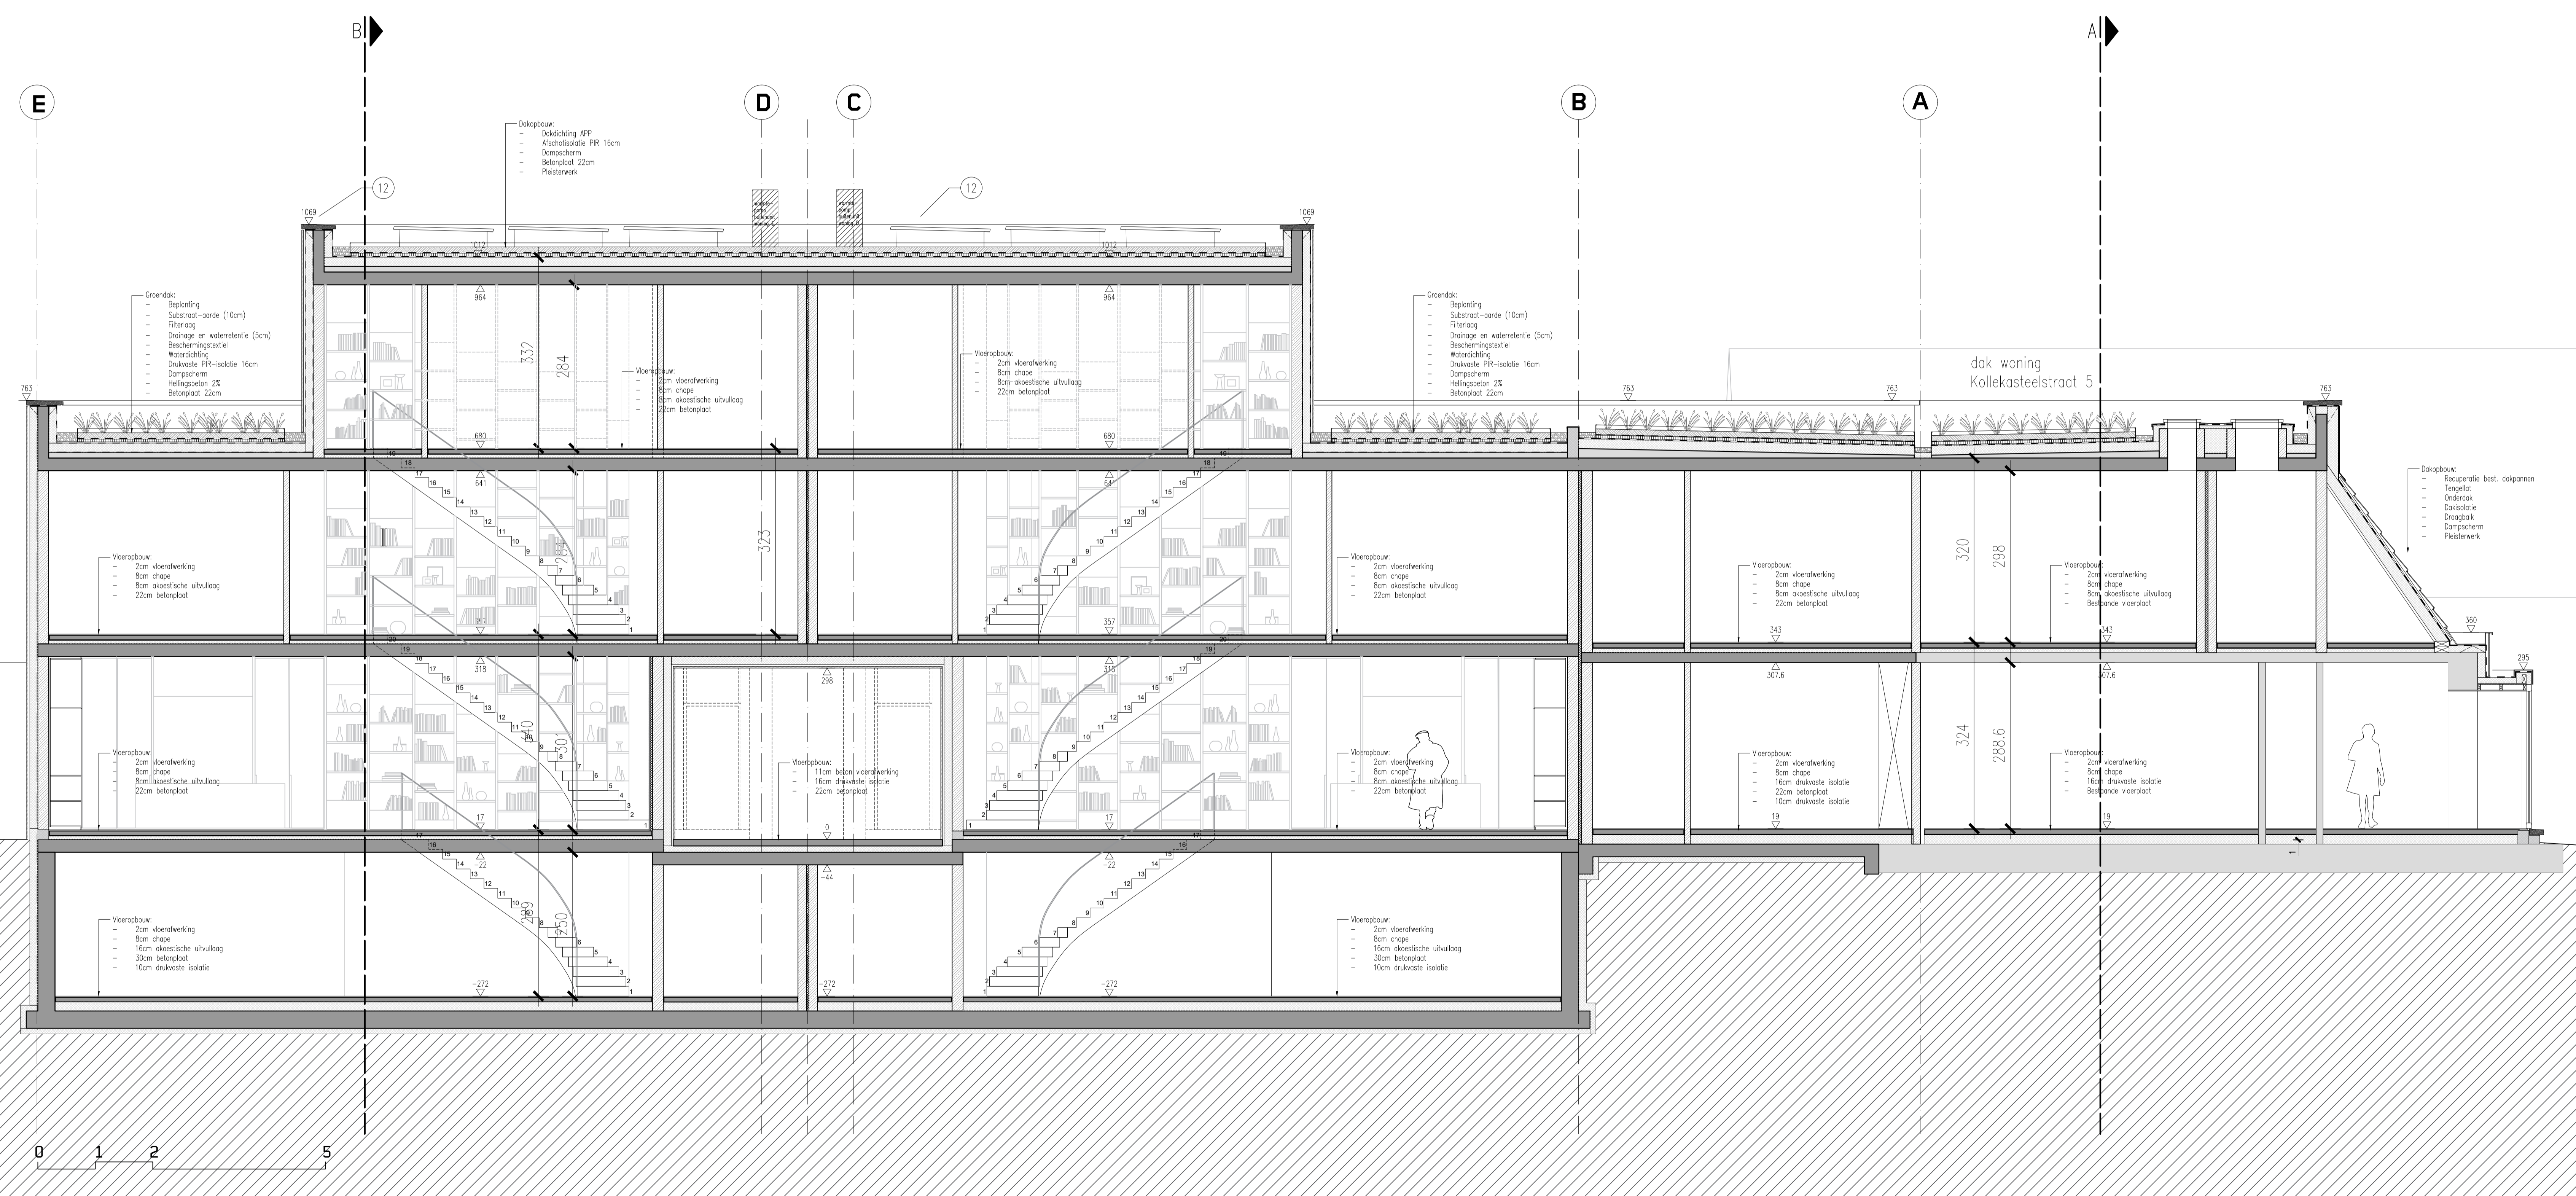 B
A
E
D
C
B
A
Dakopbouw:
- Dakdichting APP
- Afschotisolatie PIR 16cm
- Dampscherm
- Betonplaat 22cm
- Pleisterwerk
12
12
1069
1069
1012
1012
964
964
Groendak:
- Beplanting
- Substraat-aarde (10cm)
- Filterlaag
- Drainage en waterretentie (5cm)
- Beschermingstextiel
- Waterdichting
- Drukvaste PIR-isolatie 16cm
- Dampscherm
- Hellingsbeton 2%
- Betonplaat 22cm
Groendak:
- Beplanting
- Substraat-aarde (10cm)
- Filterlaag
- Drainage en waterretentie (5cm)
- Beschermingstextiel
- Waterdichting
- Drukvaste PIR-isolatie 16cm
- Dampscherm
- Hellingsbeton 2%
- Betonplaat 22cm
332
284
Vloeropbouw:
- 2cm vloerafwerking
- 8cm chape
- 8cm akoestische uitvullaag
- 22cm betonplaat
Vloeropbouw:
- 2cm vloerafwerking
- 8cm chape
- 8cm akoestische uitvullaag
- 22cm betonplaat
dak woning
Kollekasteelstraat 5
763
763
763
763
680
680
641
641
Dakopbouw:
- Recuperatie best. dakpannen
- Tengellat
- Onderdak
- Dakisolatie
- Draagbalk
- Dampscherm
- Pleisterwerk
323
284
320
298
Vloeropbouw:
- 2cm vloerafwerking
- 8cm chape
- 8cm akoestische uitvullaag
- 22cm betonplaat
Vloeropbouw:
- 2cm vloerafwerking
- 8cm chape
- 8cm akoestische uitvullaag
- 22cm betonplaat
Vloeropbouw:
- 2cm vloerafwerking
- 8cm chape
- 8cm akoestische uitvullaag
- 22cm betonplaat
Vloeropbouw:
- 2cm vloerafwerking
- 8cm chape
- 8cm akoestische uitvullaag
- Bestaande vloerplaat
357
343
343
360
318
318
298
307.6
307.6
295
340
301
324
288.6
Vloeropbouw:
- 2cm vloerafwerking
- 8cm chape
- 8cm akoestische uitvullaag
- 22cm betonplaat
Vloeropbouw:
- 11cm beton vloerafwerking
- 16cm drukvaste isolatie
- 22cm betonplaat
Vloeropbouw:
- 2cm vloerafwerking
- 8cm chape
- 8cm akoestische uitvullaag
- 22cm betonplaat
Vloeropbouw:
- 2cm vloerafwerking
- 8cm chape
- 16cm drukvaste isolatie
- 22cm betonplaat
- 10cm drukvaste isolatie
Vloeropbouw:
- 2cm vloerafwerking
- 8cm chape
- 16cm drukvaste isolatie
- Bestaande vloerplaat
17
0
17
19
19
-22
-44
-22
289
250
Vloeropbouw:
- 2cm vloerafwerking
- 8cm chape
- 16cm akoestische uitvullaag
- 30cm betonplaat
- 10cm drukvaste isolatie
Vloeropbouw:
- 2cm vloerafwerking
- 8cm chape
- 16cm akoestische uitvullaag
- 30cm betonplaat
- 10cm drukvaste isolatie
-272
-272
-272
0 1 2 5